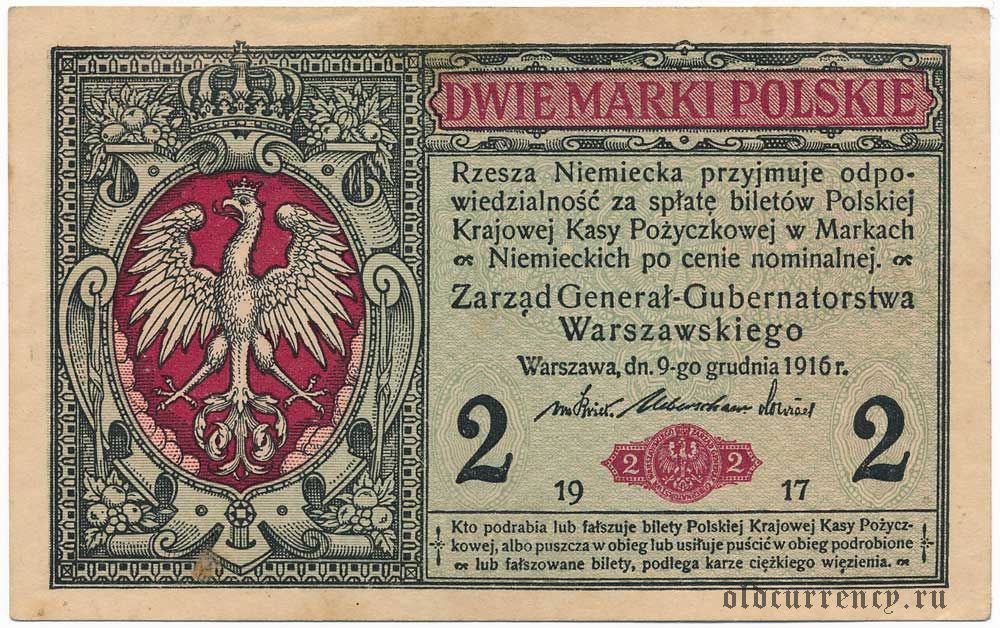 DWIE MARKI POLSKIE
Rzesza Niemiecka przyjmuje odpo-
wiedzialność za spłatę biletów Polskiej
Krajowej Kasy Pożyczkowej w Markach
Niemieckich po cenie nominalnej.
Zarząd Generał-Gubernatorstwa
Warszawskiego
Warszawa, dn. 9-go grudnia 1916 r.
2 2
2 2
19 17
Kto podrabia lub fałszuje bilety Polskiej Krajowej Kasy Pożycz-
kowej, albo puszcza w obieg lub usiłuje puścić w obieg podrobione
lub fałszowane bilety, podlega karze ciężkiego więzienia.
oldcurrency.ru